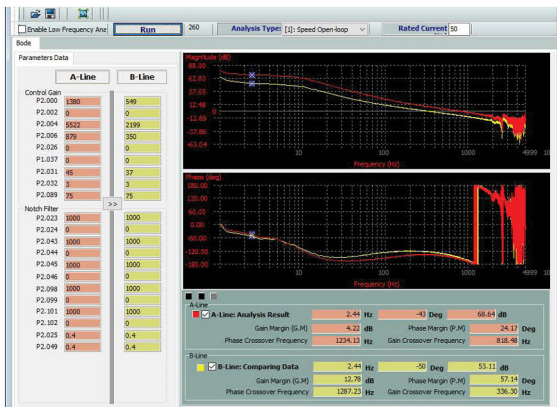 Enable Low Frequency Anz Run 260 Analysis Type: [1]: Speed Open-loop Rated Current 50
Bode
Parameters Data
A-Line B-Line
Control Gain
P2.000 1380 549
P2.002 0 0
P2.004 5522 2199
P2.006 879 350
P2.026 0 0
P1.037 0 0
P2.031 45 37
P2.032 3 3
P2.089 75 75
>>
Notch Filter
P2.023 1000 1000
P2.024 0 0
P2.043 1000 1000
P2.044 0 0
P2.045 1000 1000
P2.046 0 0
P2.098 1000 1000
P2.099 0 0
P2.101 1000 1000
P2.102 0 0
P2.025 0.4 0.4
P2.049 0.4 0.4
Magnitude (dB)
88.00
62.83
37.65
12.48
-12.69
-37.86
-63.04
10 100 1000 4999
Frequency (Hz)
Phase (deg)
180.00
120.00
60.00
0.00
-60.00
-120.00
-180.00
10 100 1000 4999
Frequency (Hz)
A-Line
A-Line: Analysis Result 2.44 Hz -43 Deg 68.64 dB
Gain Margin (G.M) 4.22 dB Phase Margin (P.M) 24.17 Deg
Phase Crossover Frequency 1234.13 Hz Gain Crossover Frequency 818.48 Hz
B-Line
B-Line: Comparing Data 2.44 Hz -50 Deg 53.11 dB
Gain Margin (G.M) 12.78 dB Phase Margin (P.M) 57.14 Deg
Phase Crossover Frequency 1287.23 Hz Gain Crossover Frequency 336.30 Hz